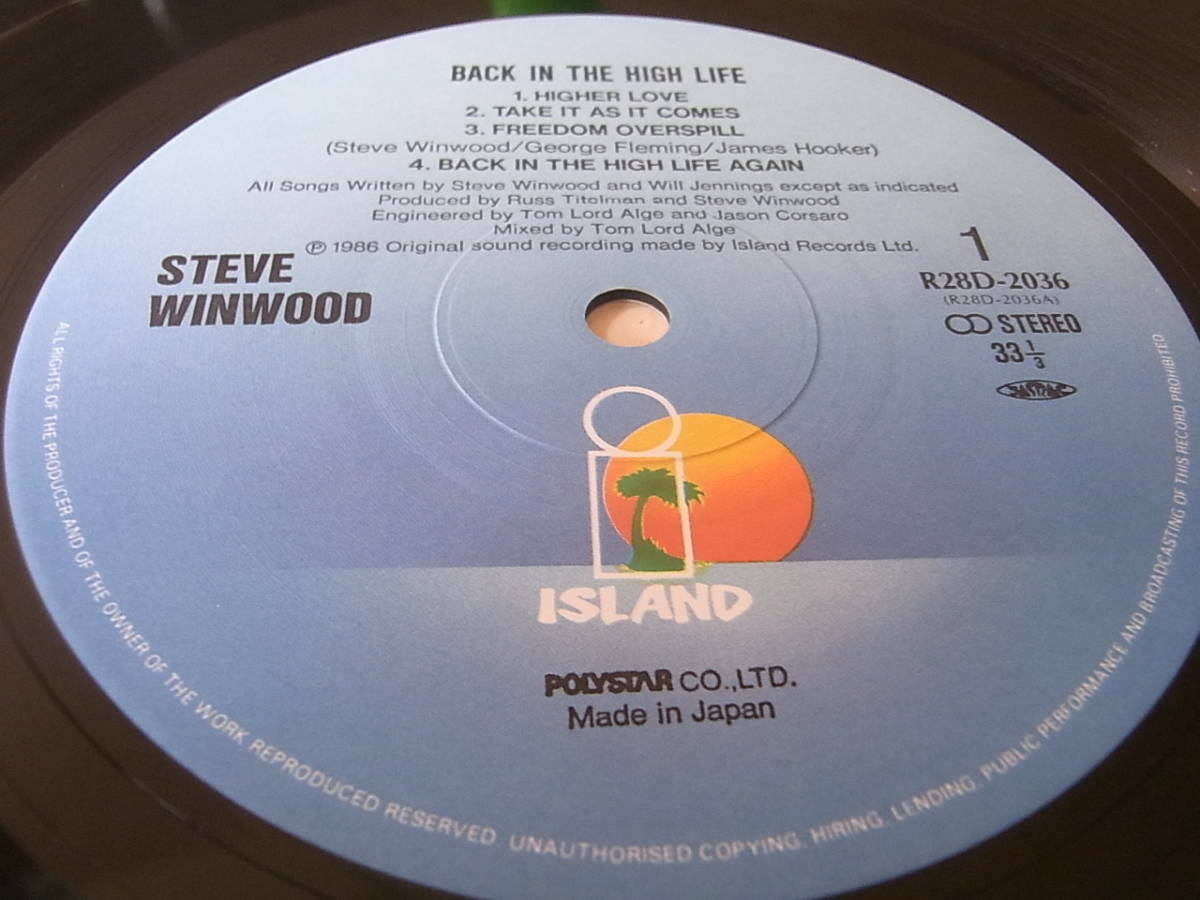 BACK IN THE HIGH LIFE
1. HIGHER LOVE
2. TAKE IT AS IT COMES
3. FREEDOM OVERSPILL
(Steve Winwood/George Fleming/James Hooker)
4. BACK IN THE HIGH LIFE AGAIN
All Songs Written by Steve Winwood and Will Jennings except as indicated
Produced by Russ Titelman and Steve Winwood
Engineered by Tom Lord Alge and Jason Corsaro
Mixed by Tom Lord Alge
℗ 1986 Original sound recording made by Island Records Ltd.
STEVE
WINWOOD
1
R28D-2036
(R28D-2036A)
STEREO
33 1/3
JASRAC
ISLAND
POLYSTAR CO.,LTD.
Made in Japan
ALL RIGHTS OF THE PRODUCER AND OF THE OWNER OF THE WORK REPRODUCED RESERVED. UNAUTHORISED COPYING, HIRING, LENDING, PUBLIC PERFORMANCE AND BROADCASTING OF THIS RECORD PROHIBITED